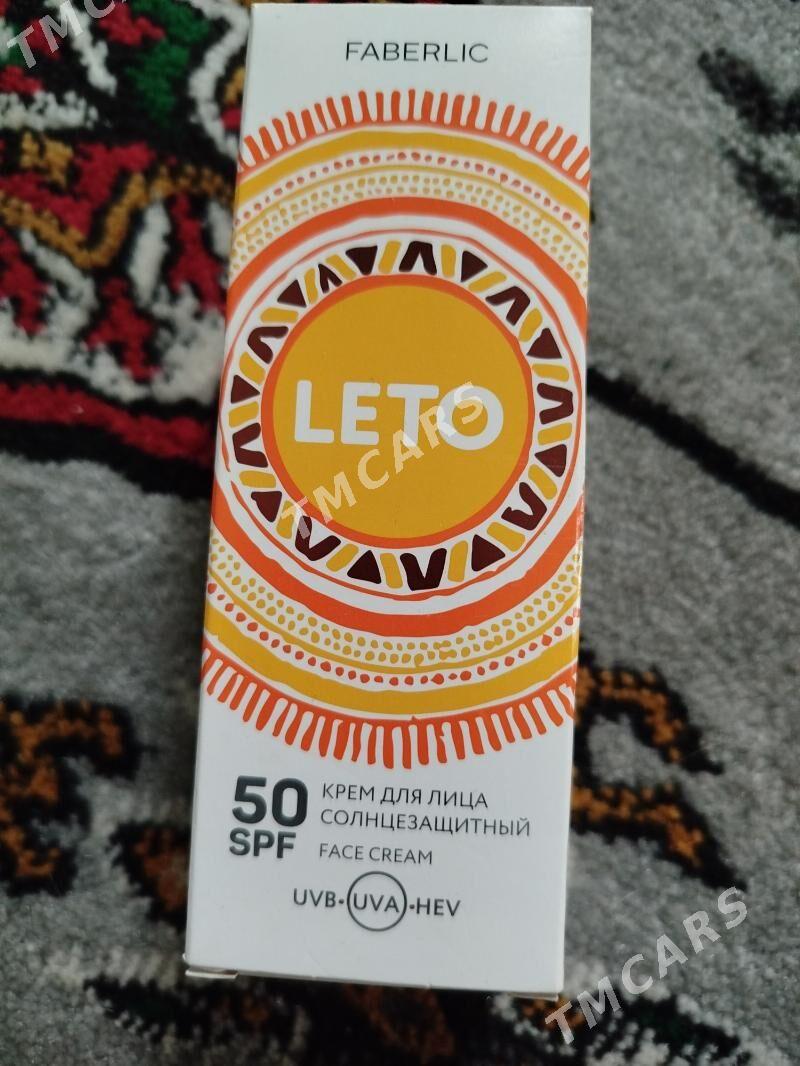 TMCARS
FABERLIC
LETO
TMCARS
50
SPF
КРЕМ ДЛЯ ЛИЦА
СОЛНЦЕЗАЩИТНЫЙ
FACE CREAM
UVB·UVA·HEV
TMCARS